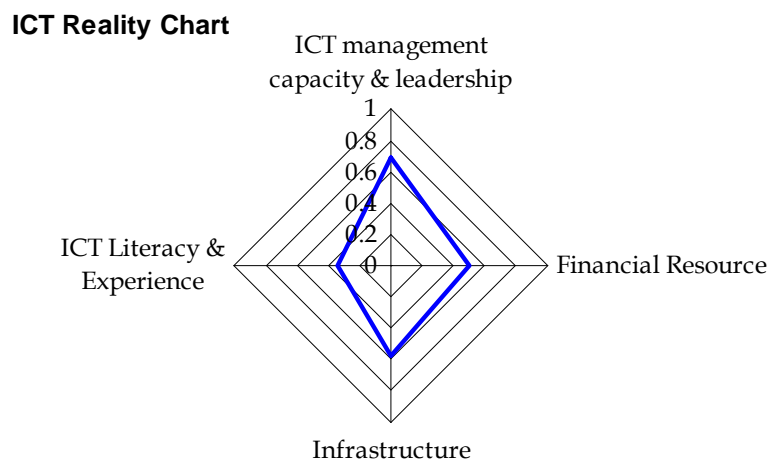 ICT Reality Chart
ICT management
capacity & leadership
1
0.8
0.6
0.4
0.2
0
ICT Literacy &
Experience
Financial Resource
Infrastructure